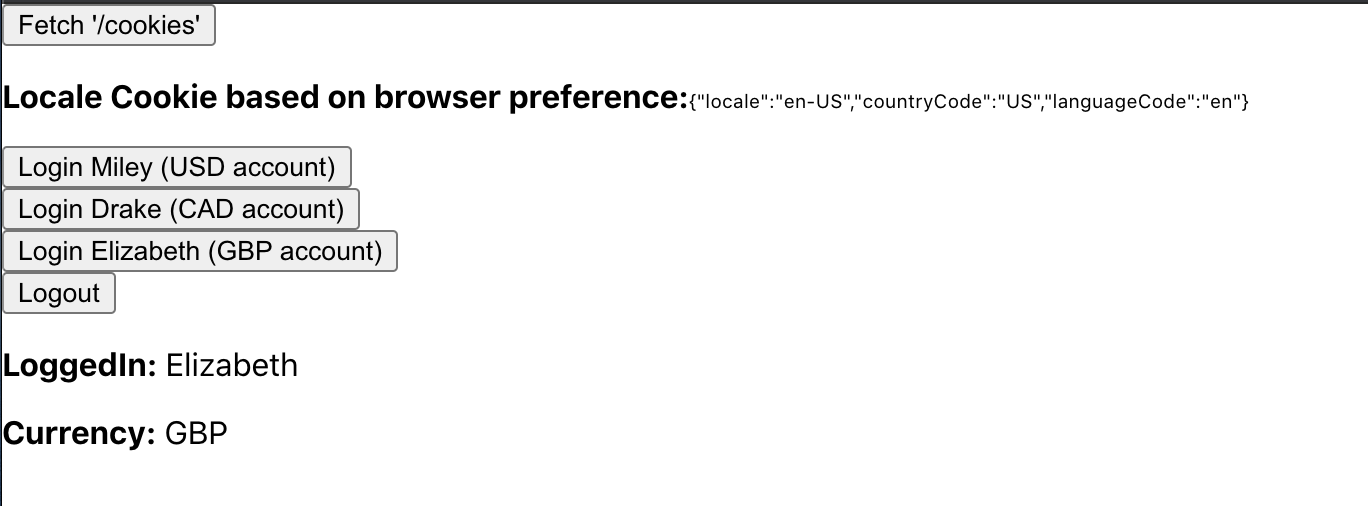 Fetch '/cookies'
Locale Cookie based on browser preference:{"locale":"en-US","countryCode":"US","languageCode":"en"}
Login Miley (USD account)
Login Drake (CAD account)
Login Elizabeth (GBP account)
Logout
LoggedIn: Elizabeth
Currency: GBP